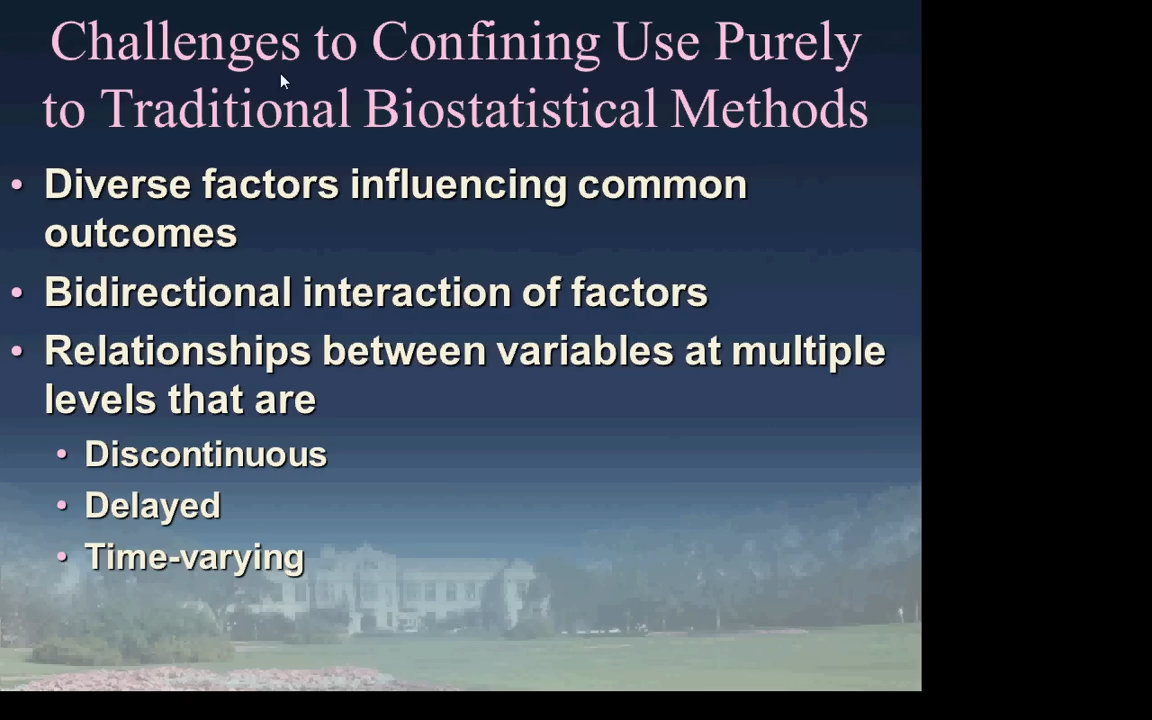 Challenges to Confining Use Purely
to Traditional Biostatistical Methods
• Diverse factors influencing common
outcomes
• Bidirectional interaction of factors
• Relationships between variables at multiple
levels that are
• Discontinuous
• Delayed
• Time-varying